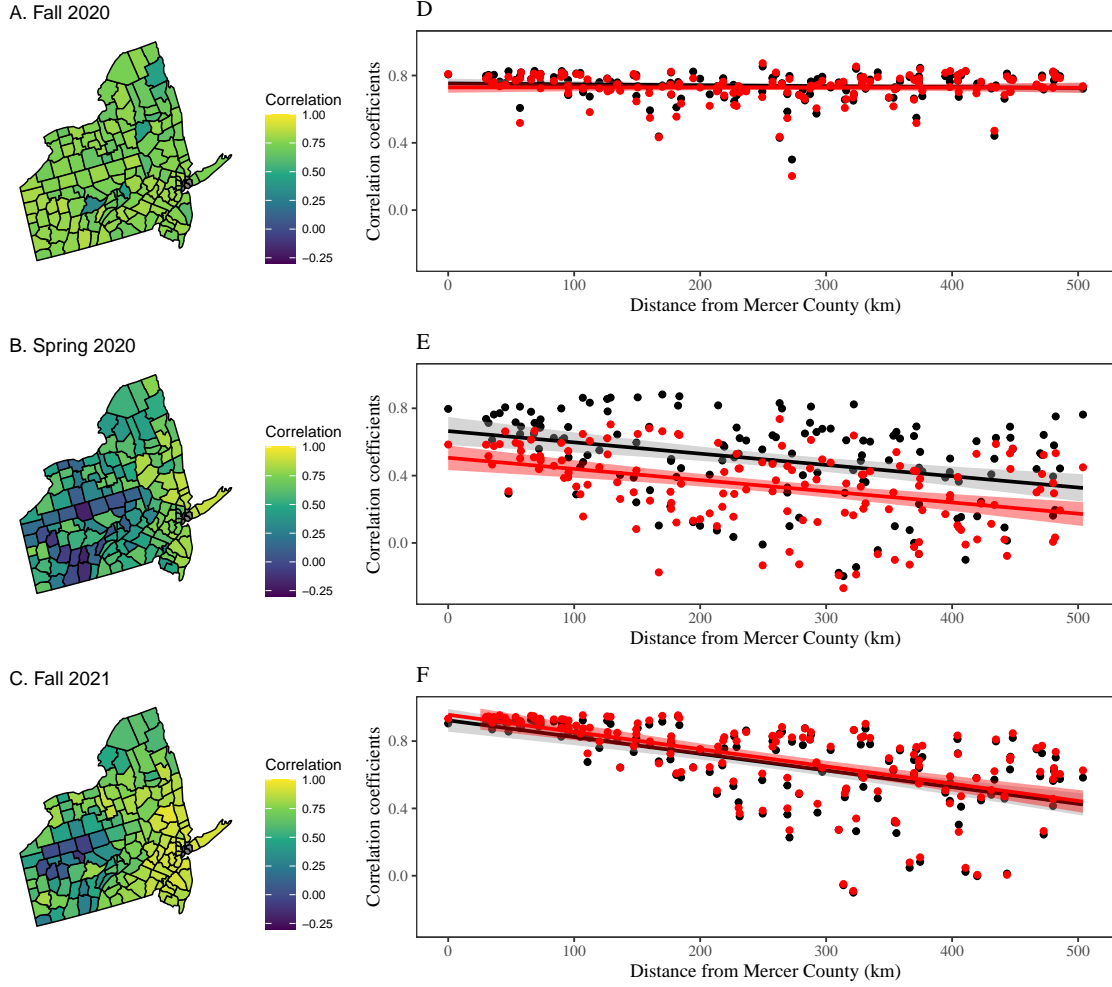 A. Fall 2020
Correlation
1.00
0.75
0.50
0.25
0.00
−0.25
D
Correlation coefficients
0.8
0.4
0.0
0 100 200 300 400 500
Distance from Mercer County (km)
B. Spring 2020
Correlation
1.00
0.75
0.50
0.25
0.00
−0.25
E
Correlation coefficients
0.8
0.4
0.0
0 100 200 300 400 500
Distance from Mercer County (km)
C. Fall 2021
Correlation
1.00
0.75
0.50
0.25
0.00
−0.25
F
Correlation coefficients
0.8
0.4
0.0
0 100 200 300 400 500
Distance from Mercer County (km)